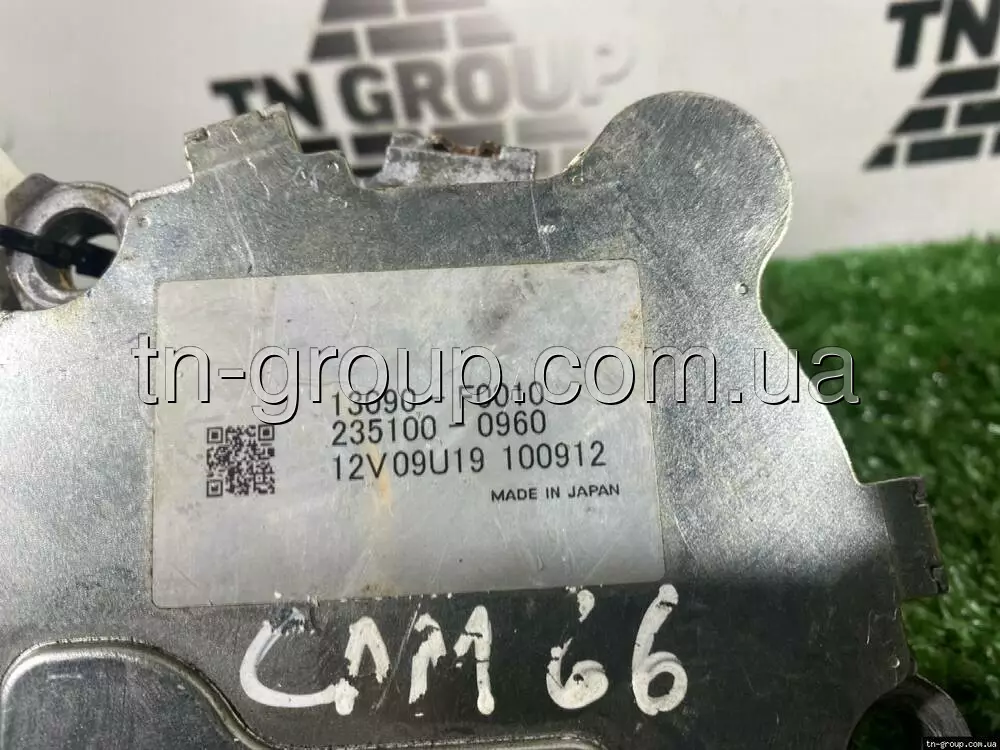 TN GROUP
TN
tn-group.com.ua
13090-F0010
235100-0960
12V09U19 100912
MADE IN JAPAN
CAM 66
tn-group.com.ua